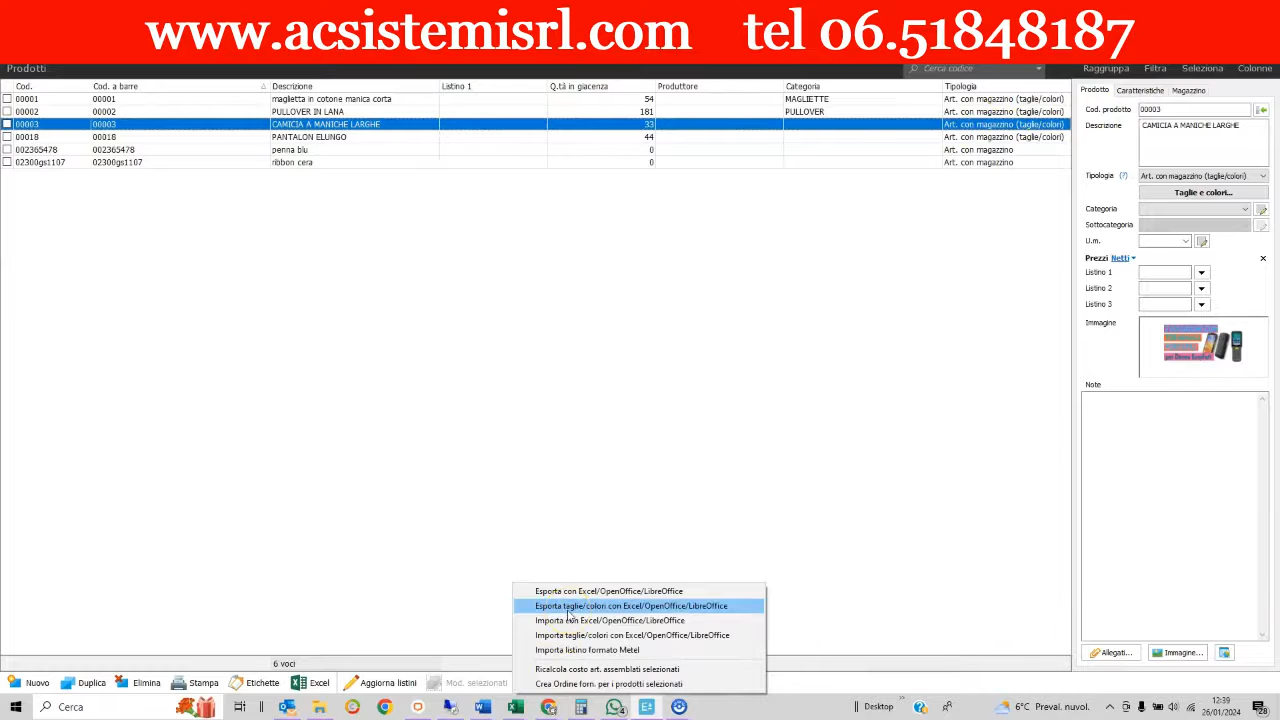 www.acsistemisrl.com tel 06.51848187
Prodotti
Cerca codice
Raggruppa Filtra Seleziona Colonne
Cod. Cod. a barre Descrizione Listino 1 Q.tà in giacenza Produttore Categoria Tipologia
00001 00001 maglietta in cotone manica corta 54 MAGLIETTE Art. con magazzino (taglie/colori)
00002 00002 PULLOVER IN LANA 181 PULLOVER Art. con magazzino (taglie/colori)
00003 00003 CAMICIA A MANICHE LARGHE 33 Art. con magazzino (taglie/colori)
00018 00018 PANTALON ELUNGO 44 Art. con magazzino (taglie/colori)
002365478 002365478 penna blu 0 Art. con magazzino
02300gs1107 02300gs1107 ribbon cera 0 Art. con magazzino
Prodotto Caratteristiche Magazzino
Cod. prodotto 00003
Descrizione CAMICIA A MANICHE LARGHE
Tipologia (?) Art. con magazzino (taglie/colori)
Taglie e colori...
Categoria
Sottocategoria
U.m.
Prezzi Netti
Listino 1
Listino 2
Listino 3
Immagine
Note
Esporta con Excel/OpenOffice/LibreOffice
Esporta taglie/colori con Excel/OpenOffice/LibreOffice
Importa con Excel/OpenOffice/LibreOffice
Importa taglie/colori con Excel/OpenOffice/LibreOffice
Importa listino formato Metel
Ricalcola costo art. assemblati selezionati
Crea Ordine forn. per i prodotti selezionati
6 voci
Allegati... Immagine...
Nuovo Duplica Elimina Stampa Etichette Excel Aggiorna listini Mod. selezionati
Cerca
Desktop
6°C Parz. nuvol.
12:39
26/01/2024